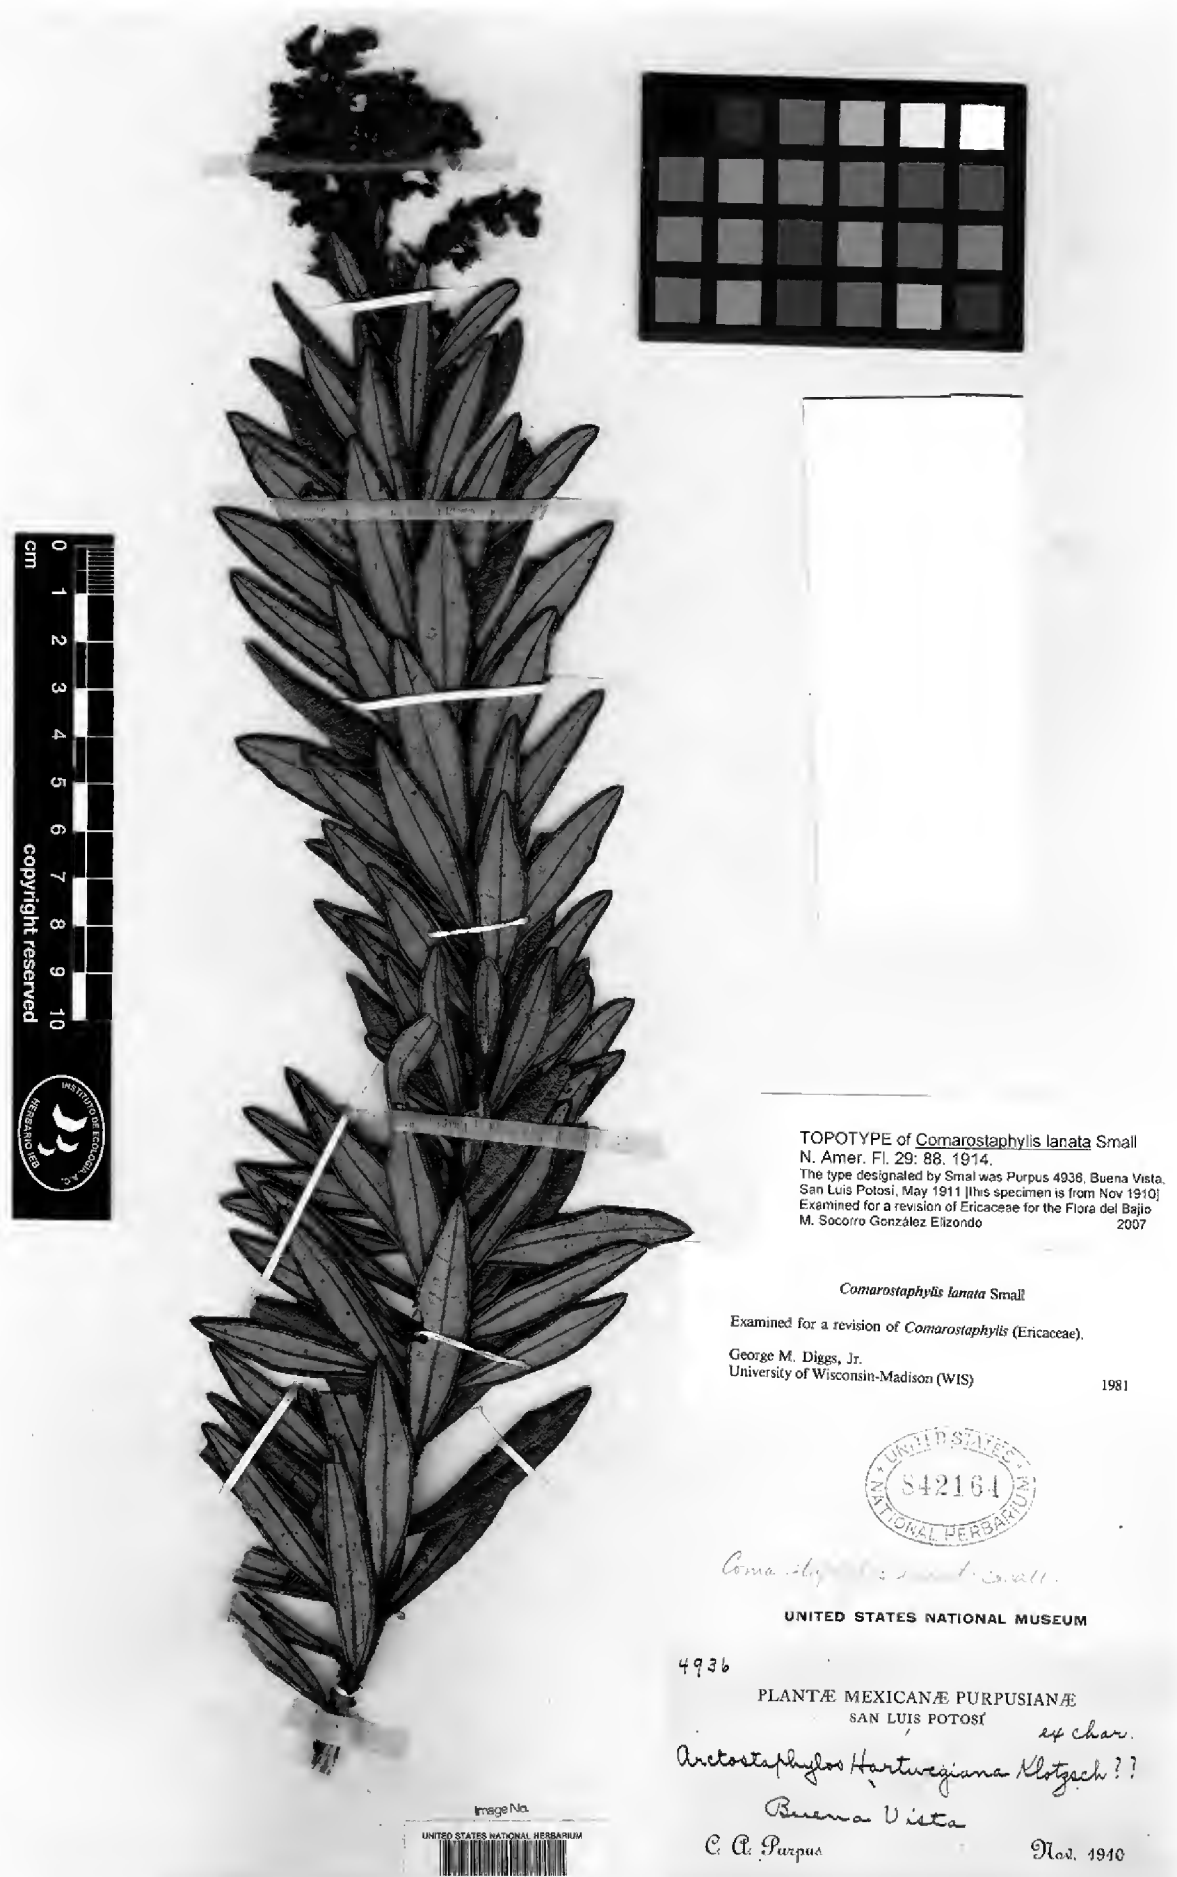 cm
0 1 2 3 4 5 6 7 8 9 10
copyright reserved
INSTITUTO DE ECOLOGIA, A.C.
HERBARIO IEB
TOPOTYPE of Comarostaphylis lanata Small
N. Amer. Fl. 29: 88. 1914.
The type designated by Smal was Purpus 4936, Buena Vista,
San Luis Potosí, May 1911 [this specimen is from Nov 1910]
Examined for a revision of Ericaceae for the Flora del Bajío
M. Socorro González Elizondo 2007
Comarostaphylis lanata Small
Examined for a revision of Comarostaphylis (Ericaceae).
George M. Diggs, Jr.
University of Wisconsin-Madison (WIS) 1981
UNITED STATES
842164
NATIONAL HERBARIUM
Small.
UNITED STATES NATIONAL MUSEUM
4936
PLANTÆ MEXICANÆ PURPUSIANÆ
SAN LUIS POTOSÍ
ex char.
Arctostaphylos Hartwegiana Klotzsch ??
Buena Vista
C. A. Purpus Nov. 1910
Image No.
UNITED STATES NATIONAL HERBARIUM